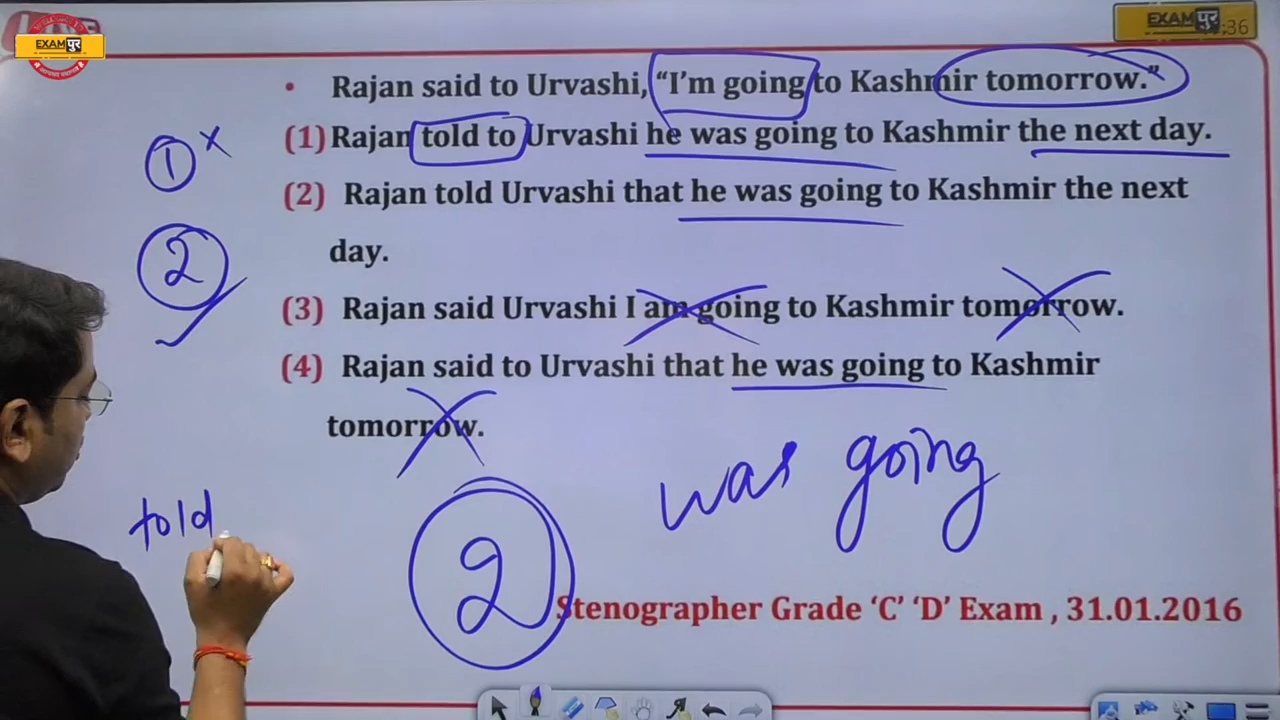 EXAMपुर
EXAMपुर
:36
• Rajan said to Urvashi, “I’m going to Kashmir tomorrow.”
① x (1) Rajan told to Urvashi he was going to Kashmir the next day.
(2) Rajan told Urvashi that he was going to Kashmir the next
2 day.
(3) Rajan said Urvashi I am going to Kashmir tomorrow.
(4) Rajan said to Urvashi that he was going to Kashmir
tomorrow.
was going
told
2
Stenographer Grade ‘C’ ‘D’ Exam , 31.01.2016